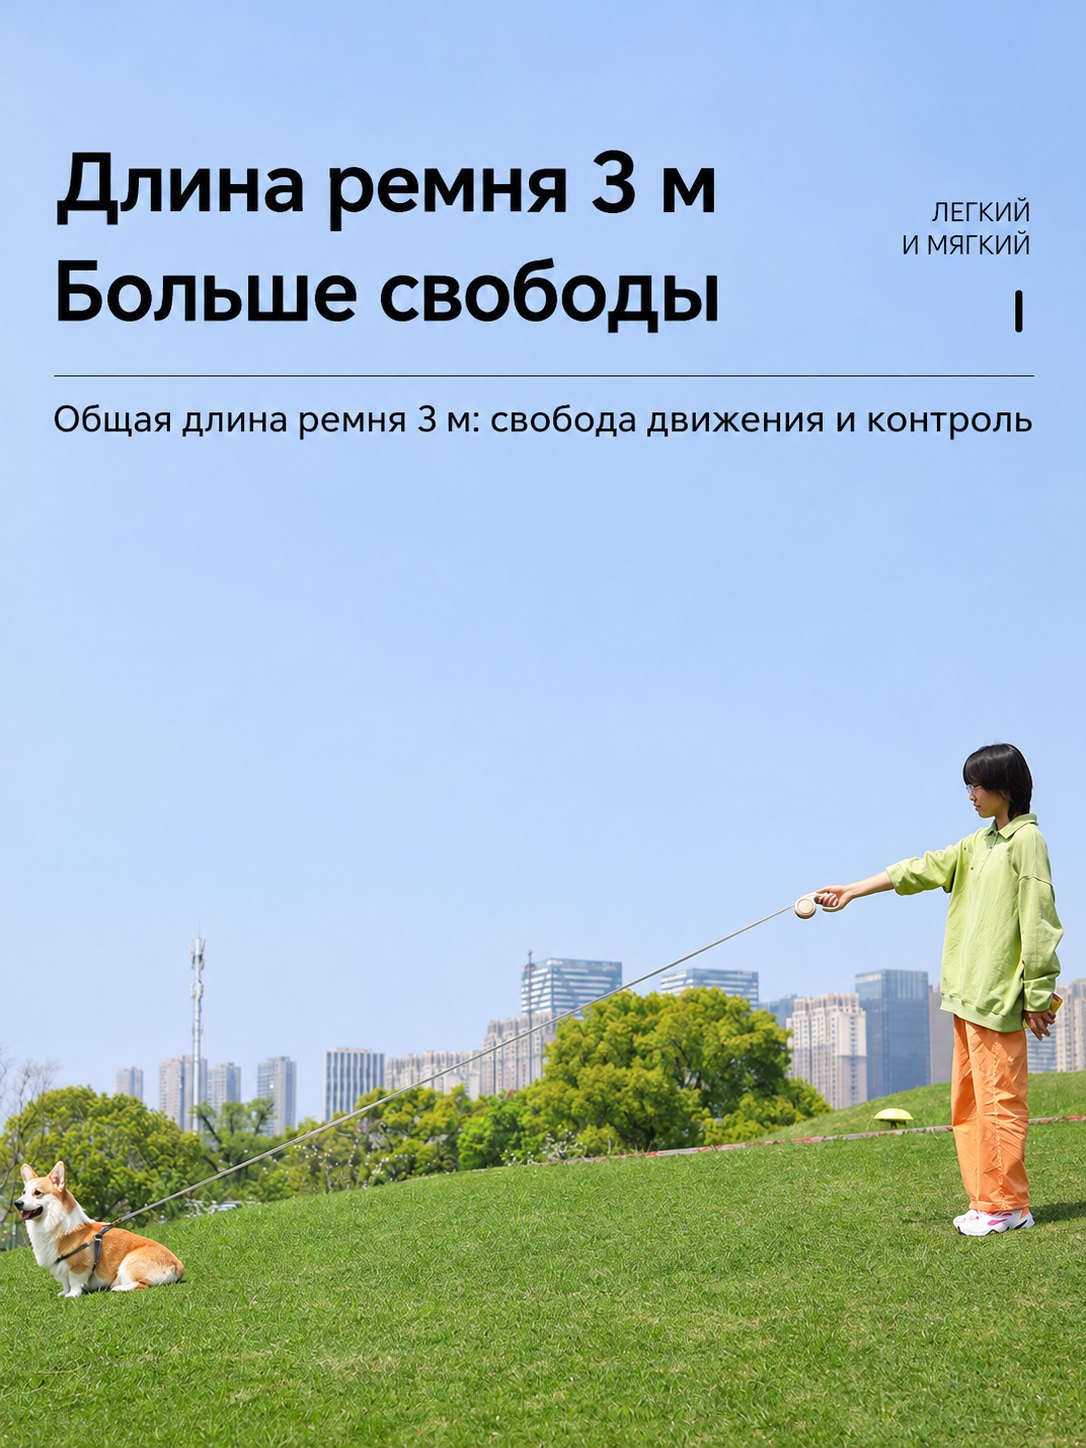 Длина ремня 3 м
Больше свободы
ЛЕГКИЙ
И МЯГКИЙ
Общая длина ремня 3 м: свобода движения и контроль